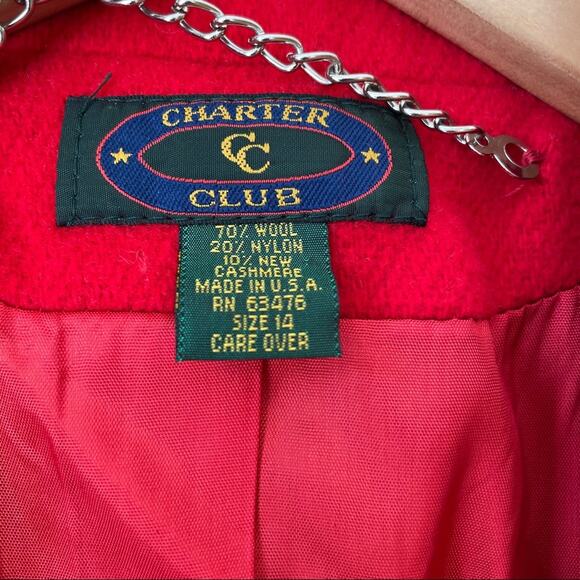 CHARTER
CC
CLUB
70% WOOL
20% NYLON
10% NEW
CASHMERE
MADE IN U.S.A.
RN 63476
SIZE 14
CARE OVER